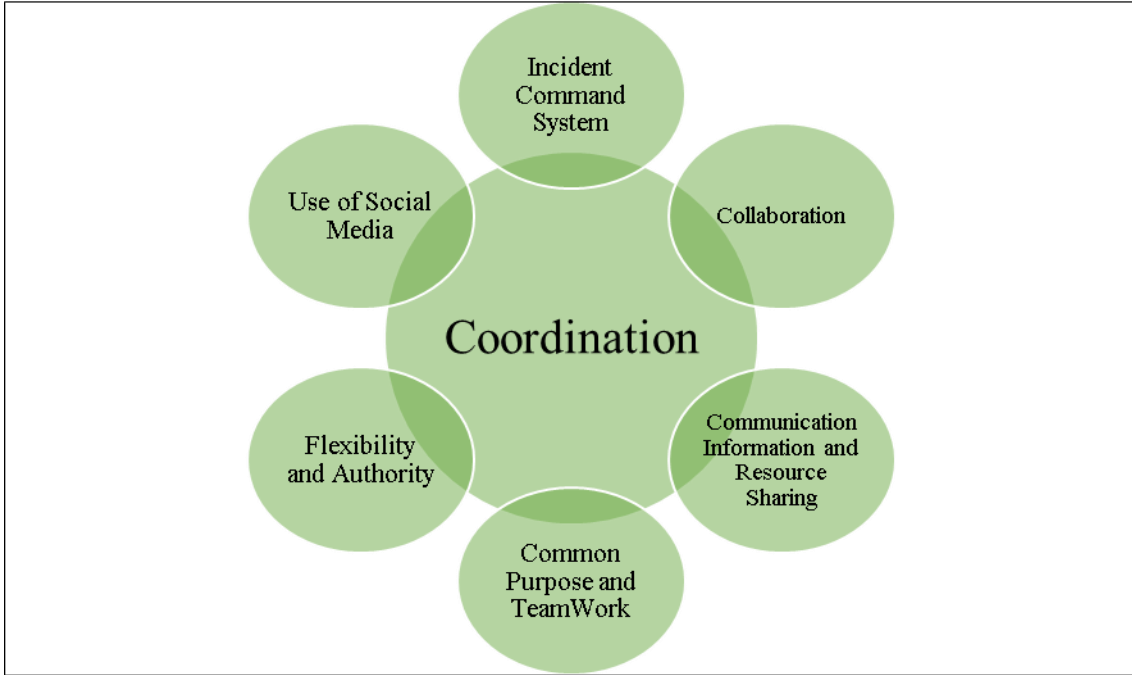 Incident
Command
System
Use of Social
Media
Collaboration
Coordination
Flexibility
and Authority
Communication
Information and
Resource
Sharing
Common
Purpose and
TeamWork